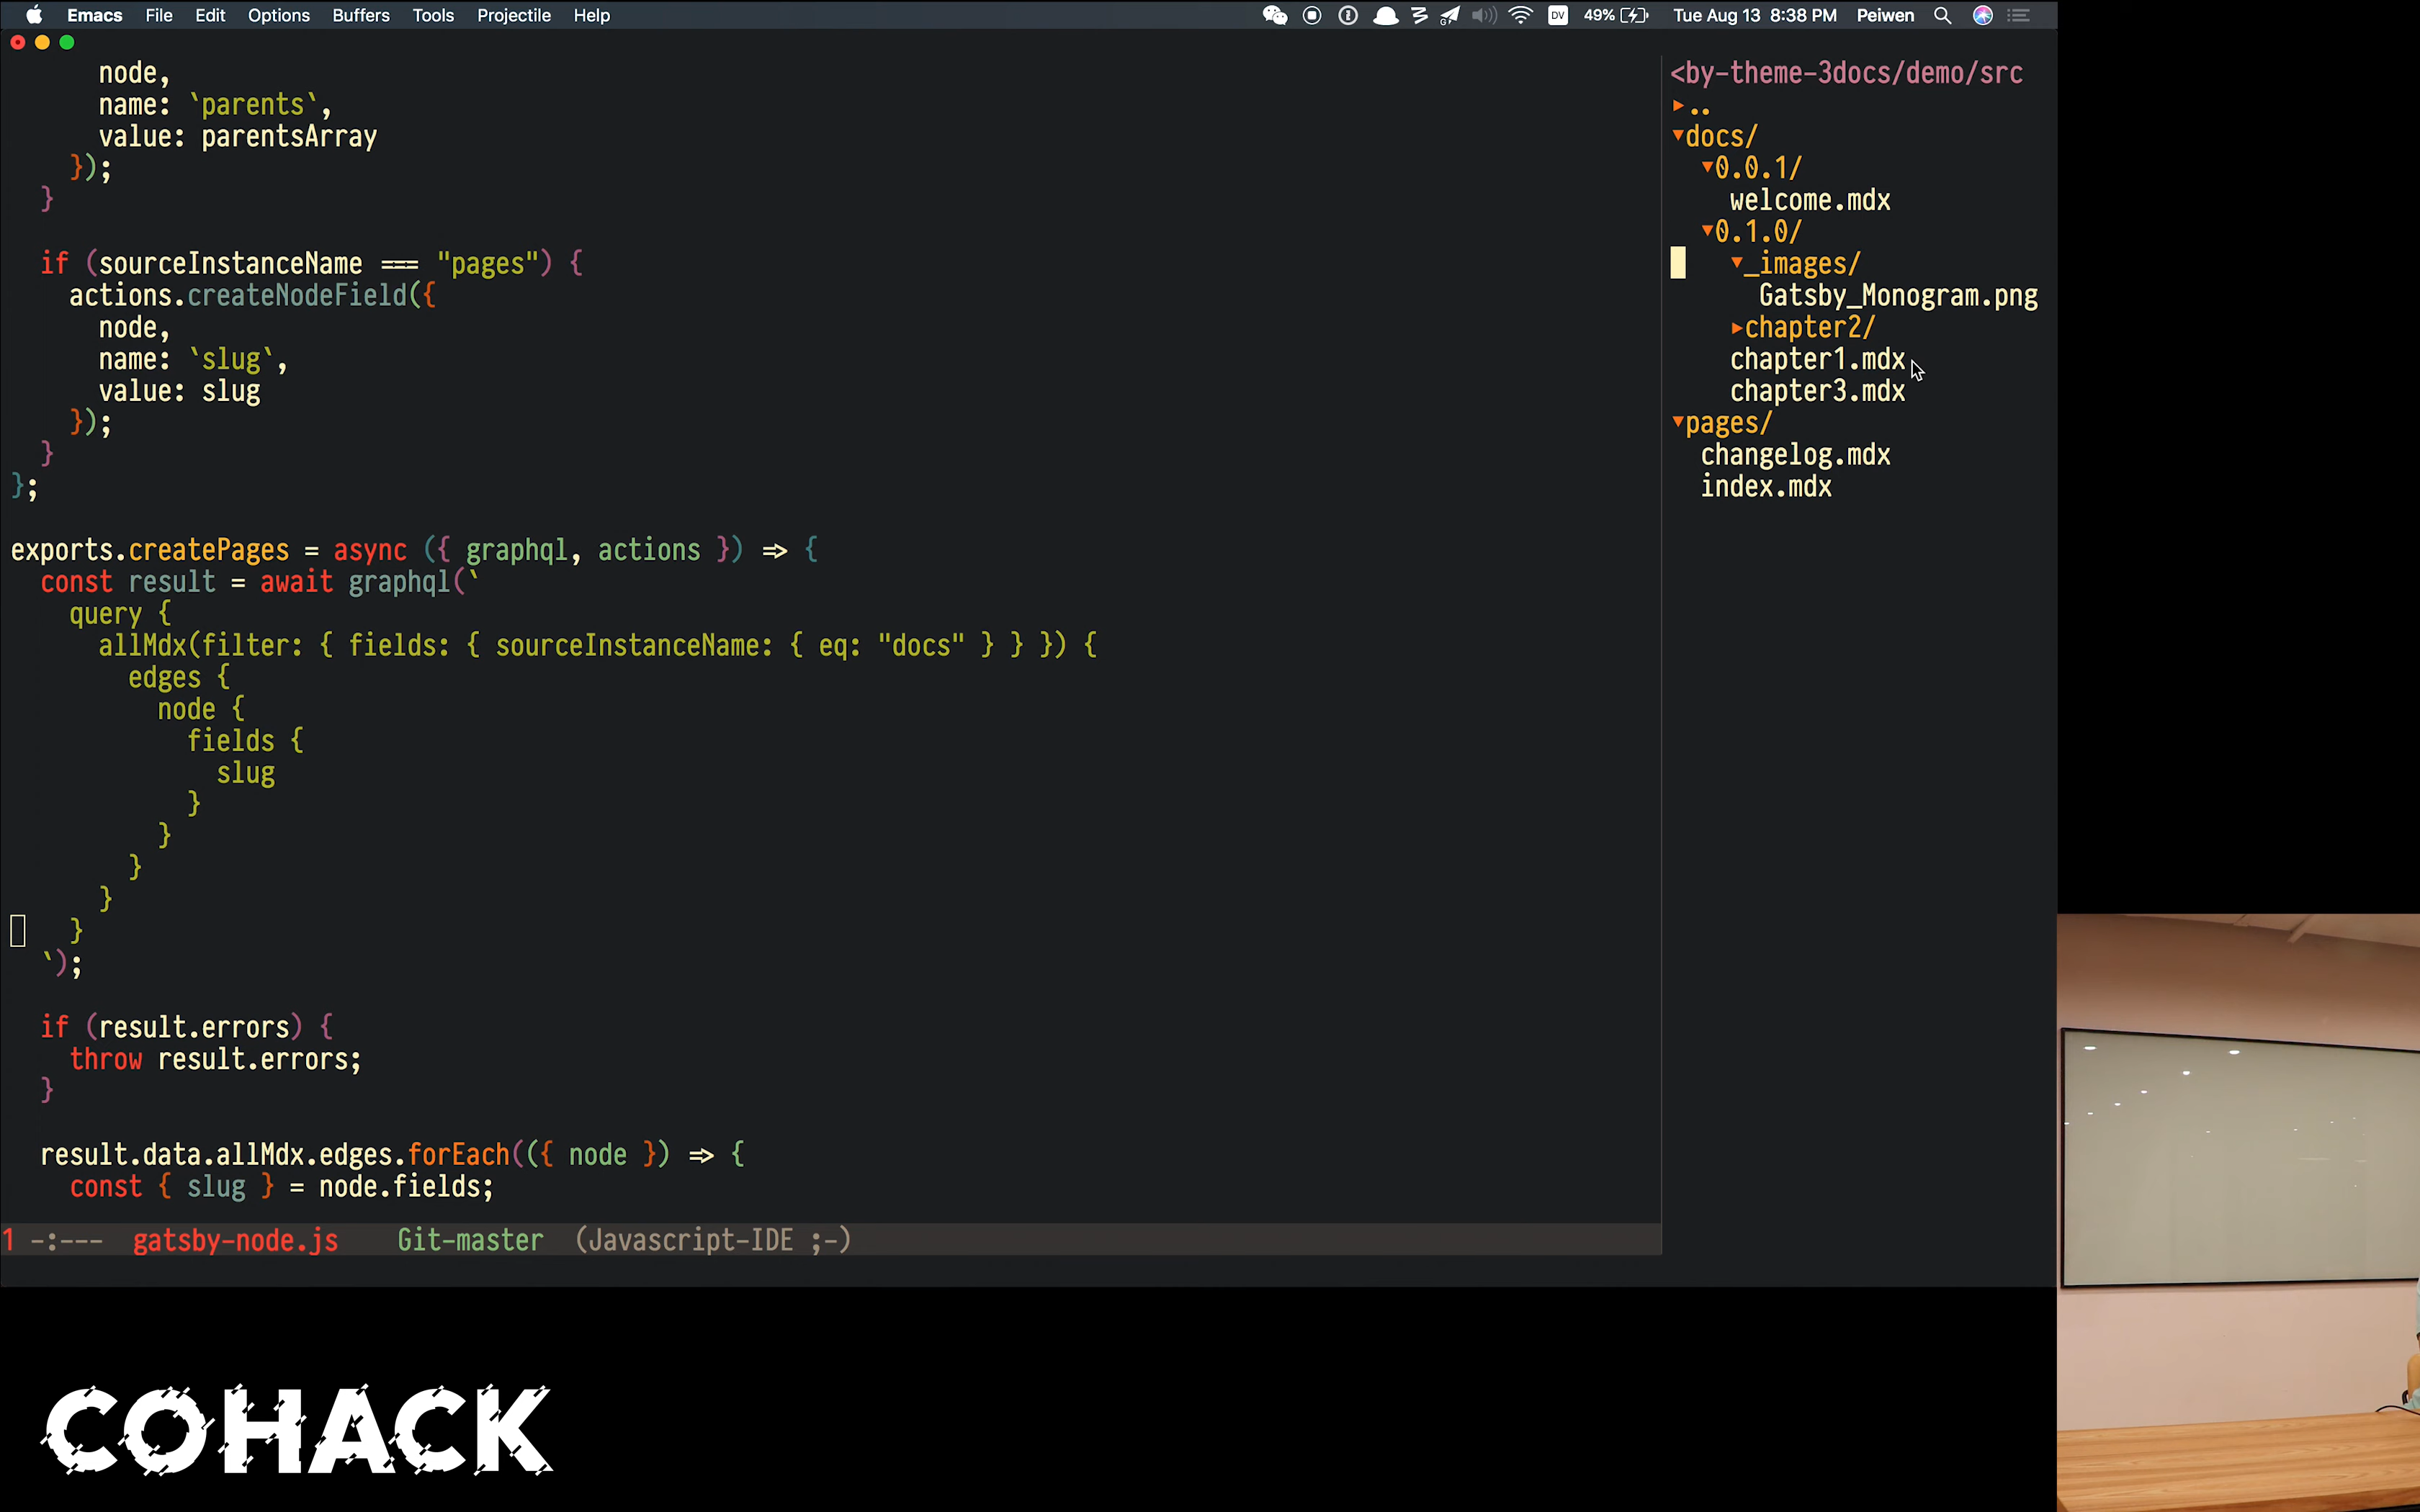 Emacs File Edit Options Buffers Tools Projectile Help
DV 49% Tue Aug 13 8:38 PM Peiwen
node,
name: `parents`,
value: parentsArray
});
}
if (sourceInstanceName === "pages") {
actions.createNodeField({
node,
name: `slug`,
value: slug
});
}
};
exports.createPages = async ({ graphql, actions }) => {
const result = await graphql(`
query {
allMdx(filter: { fields: { sourceInstanceName: { eq: "docs" } } }) {
edges {
node {
fields {
slug
}
}
}
}
}
`);
if (result.errors) {
throw result.errors;
}
result.data.allMdx.edges.forEach(({ node }) => {
const { slug } = node.fields;
1 -:--- gatsby-node.js Git-master (Javascript-IDE ;-)
<by-theme-3docs/demo/src
..
docs/
0.0.1/
welcome.mdx
0.1.0/
_images/
Gatsby_Monogram.png
chapter2/
chapter1.mdx
chapter3.mdx
pages/
changelog.mdx
index.mdx
COHACK